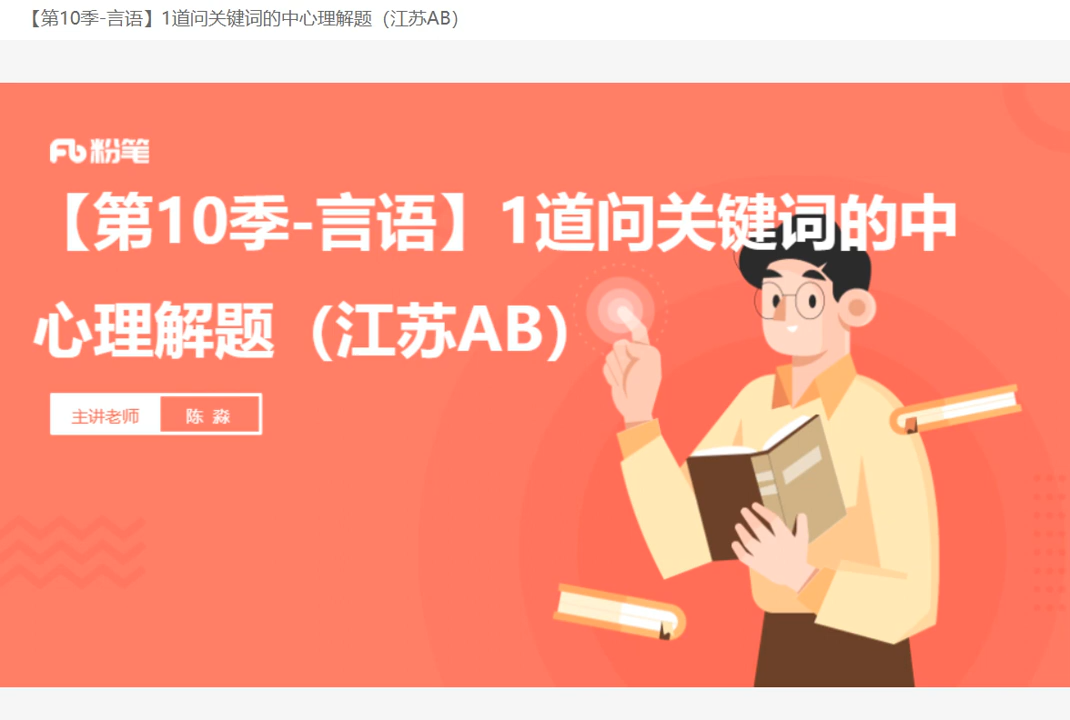 【第10季-言语】1道问关键词的中心理解题（江苏AB）
Fb粉笔
【第10季-言语】1道问关键词的中
心理解题（江苏AB）
主讲老师 陈 淼